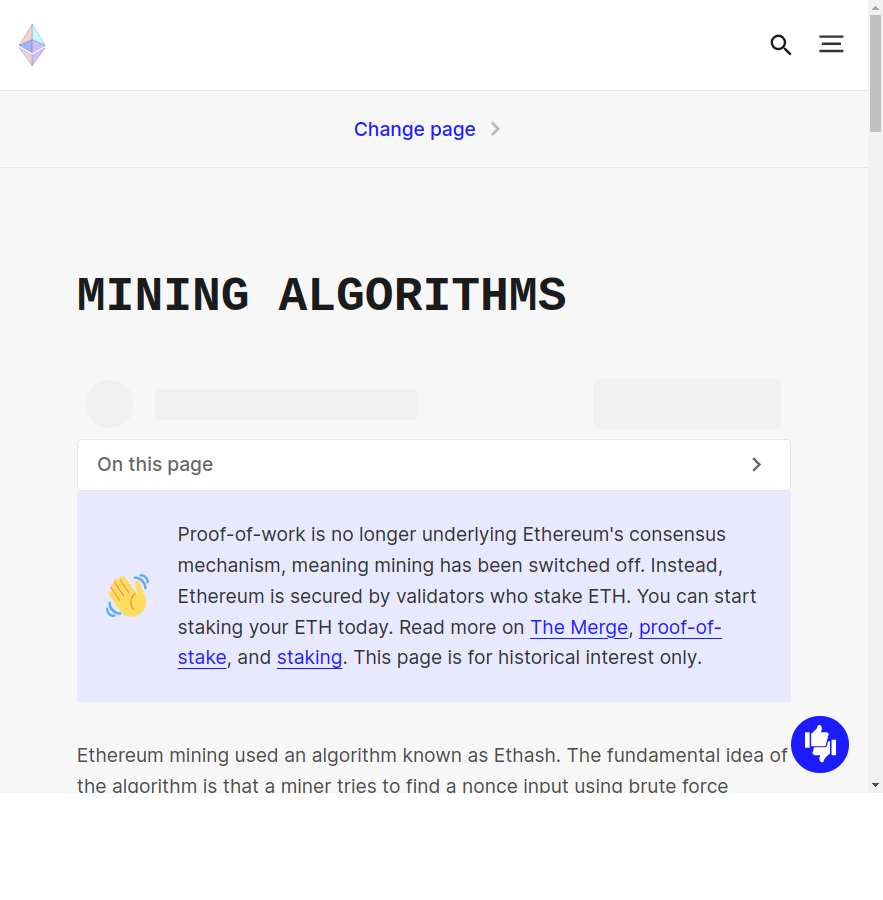 Change page
MINING ALGORITHMS
On this page
Proof-of-work is no longer underlying Ethereum's consensus
mechanism, meaning mining has been switched off. Instead,
Ethereum is secured by validators who stake ETH. You can start
staking your ETH today. Read more on The Merge, proof-of-
stake, and staking. This page is for historical interest only.
Ethereum mining used an algorithm known as Ethash. The fundamental idea of
the algorithm is that a miner tries to find a nonce input using brute force